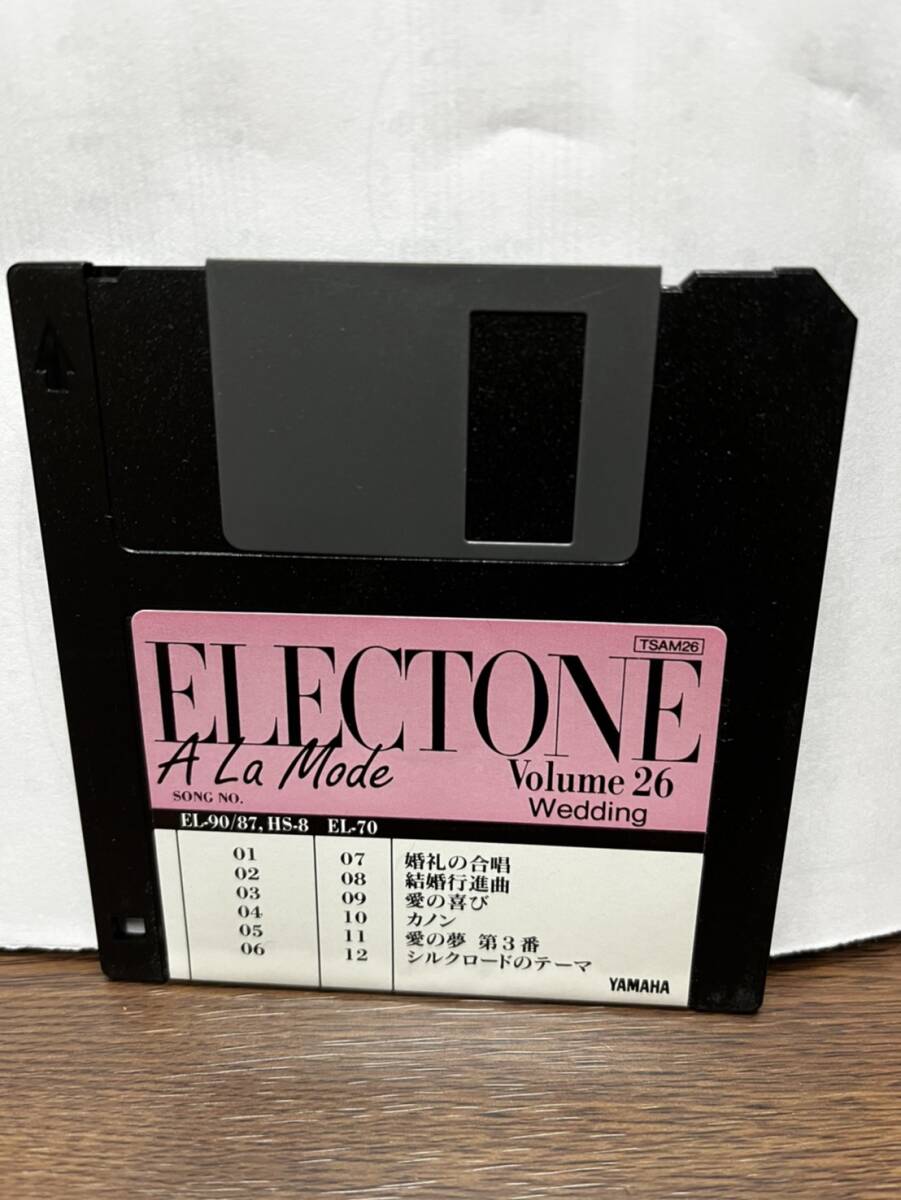 TSAM26
ELECTONE
A La Mode
Volume 26
Wedding
SONG NO.
EL-90/87, HS-8 EL-70
01 07 婚礼の合唱
02 08 結婚行進曲
03 09 愛の喜び
04 10 カノン
05 11 愛の夢 第3番
06 12 シルクロードのテーマ
YAMAHA